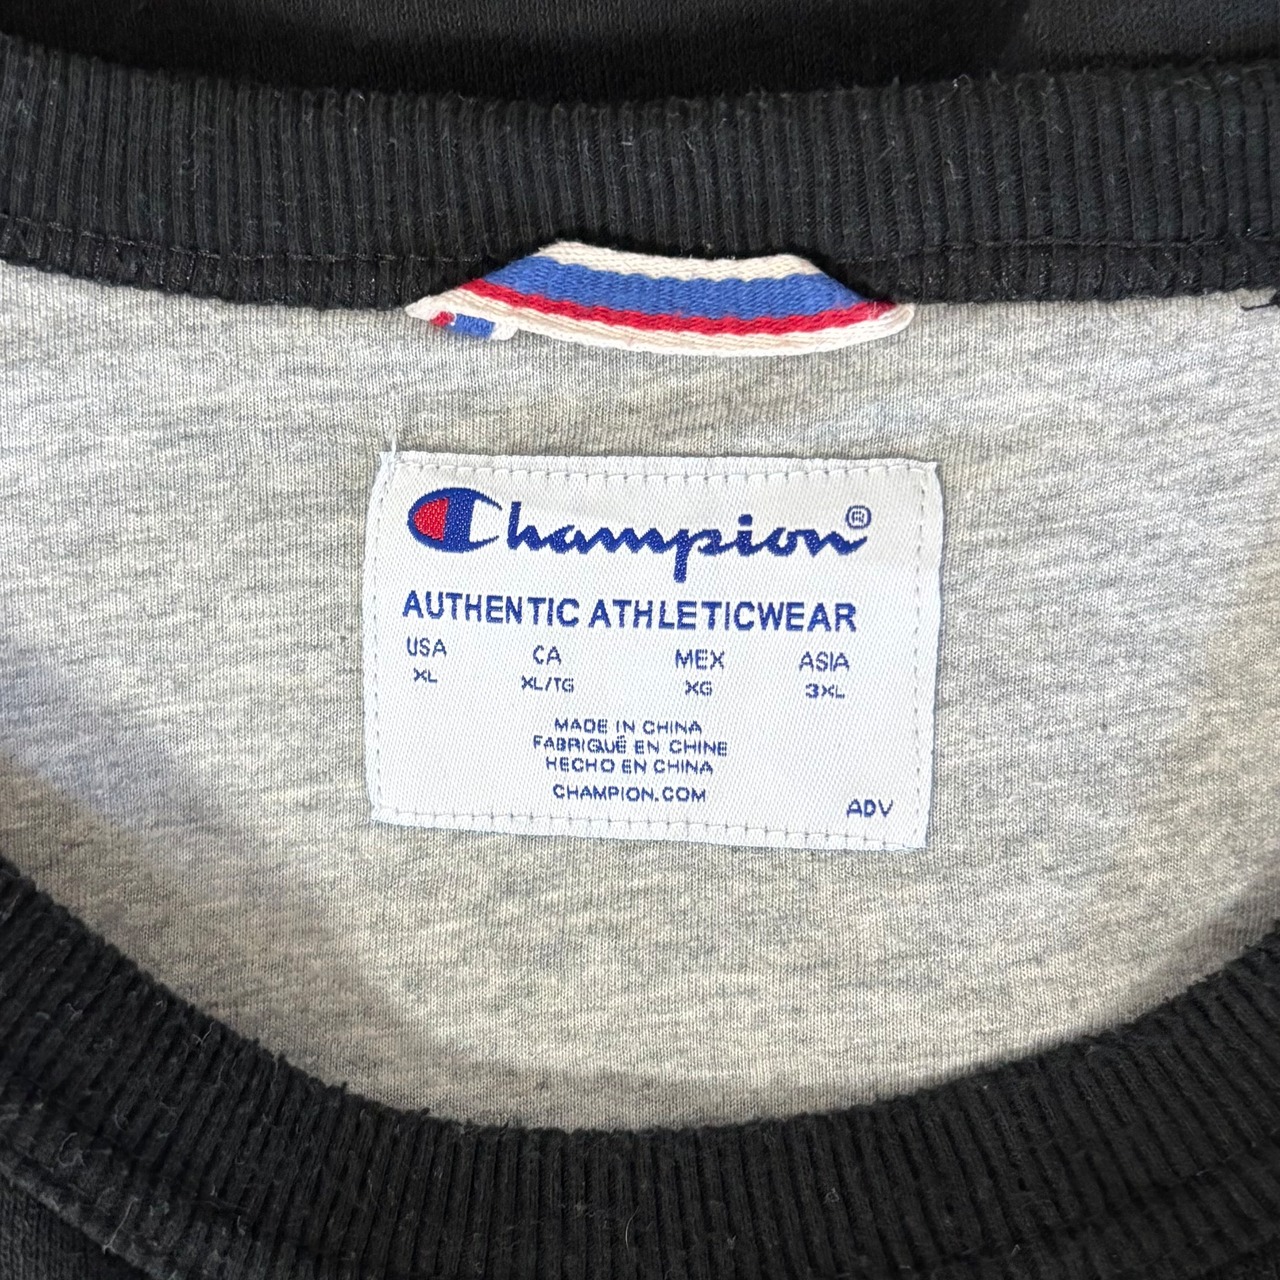 Champion®
AUTHENTIC ATHLETICWEAR
USA CA MEX ASIA
XL XL/TG XG 3XL
MADE IN CHINA
FABRIQUÉ EN CHINE
HECHO EN CHINA
CHAMPION.COM
ADV